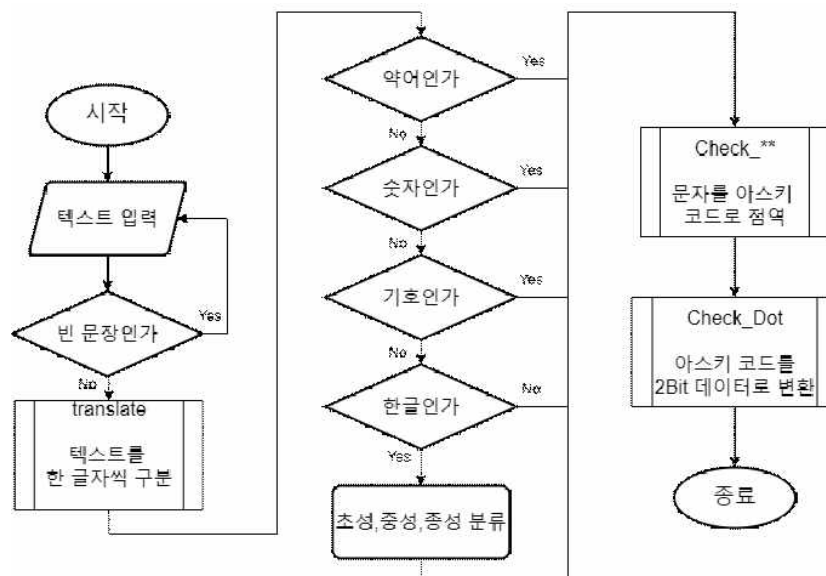 시작
텍스트 입력
빈 문장인가
Yes
No
translate
텍스트를
한 글자씩 구분
약어인가
Yes
No
숫자인가
Yes
No
기호인가
Yes
No
한글인가
No
Yes
초성,중성,종성 분류
Check_**
문자를 아스키
코드로 점역
Check_Dot
아스키 코드를
2Bit 데이터로 변환
종료